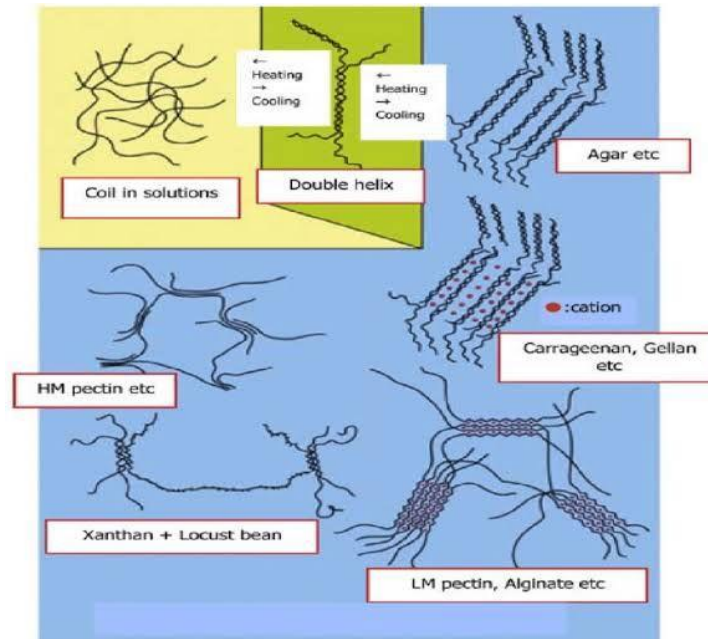 ←
Heating
→
Cooling
←
Heating
→
Cooling
Coil in solutions
Double helix
Agar etc
:cation
Carrageenan, Gellan
etc
HM pectin etc
Xanthan + Locust bean
LM pectin, Alginate etc